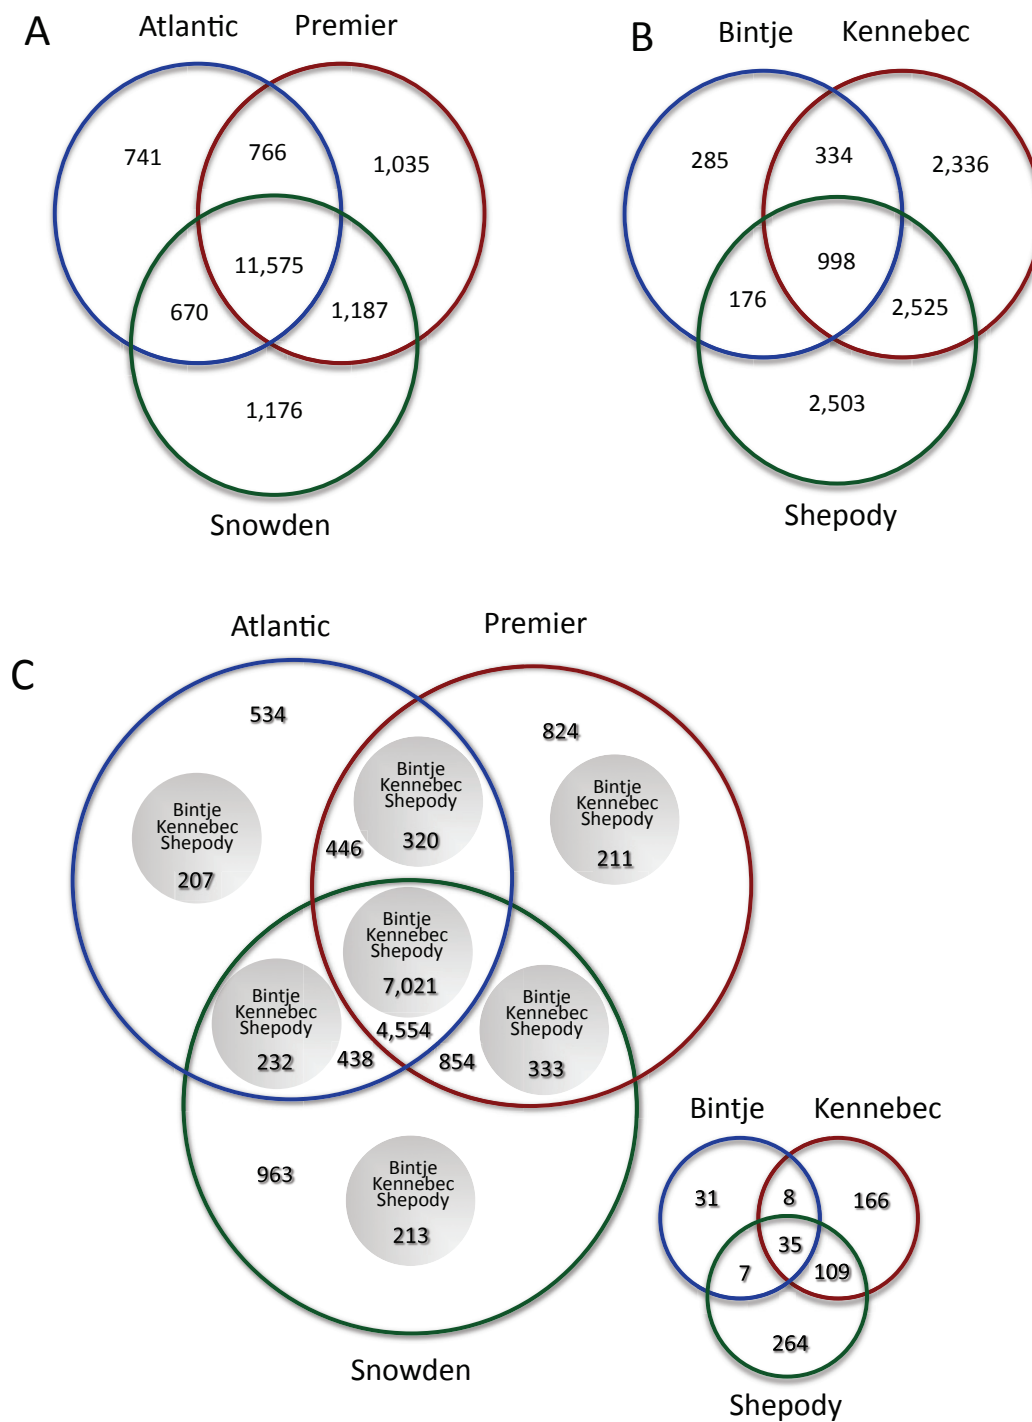 A
Atlantic Premier
741
766
1,035
11,575
670
1,187
1,176
Snowden
B
Bintje Kennebec
285
334
2,336
998
176
2,525
2,503
Shepody
C
Atlantic Premier
534
824
Bintje
Kennebec
Shepody
207
Bintje
Kennebec
Shepody
320
446
Bintje
Kennebec
Shepody
211
Bintje
Kennebec
Shepody
7,021
4,554
Bintje
Kennebec
Shepody
232
438
854
Bintje
Kennebec
Shepody
333
963
Bintje
Kennebec
Shepody
213
Snowden
Bintje Kennebec
31
8
166
35
7
109
264
Shepody